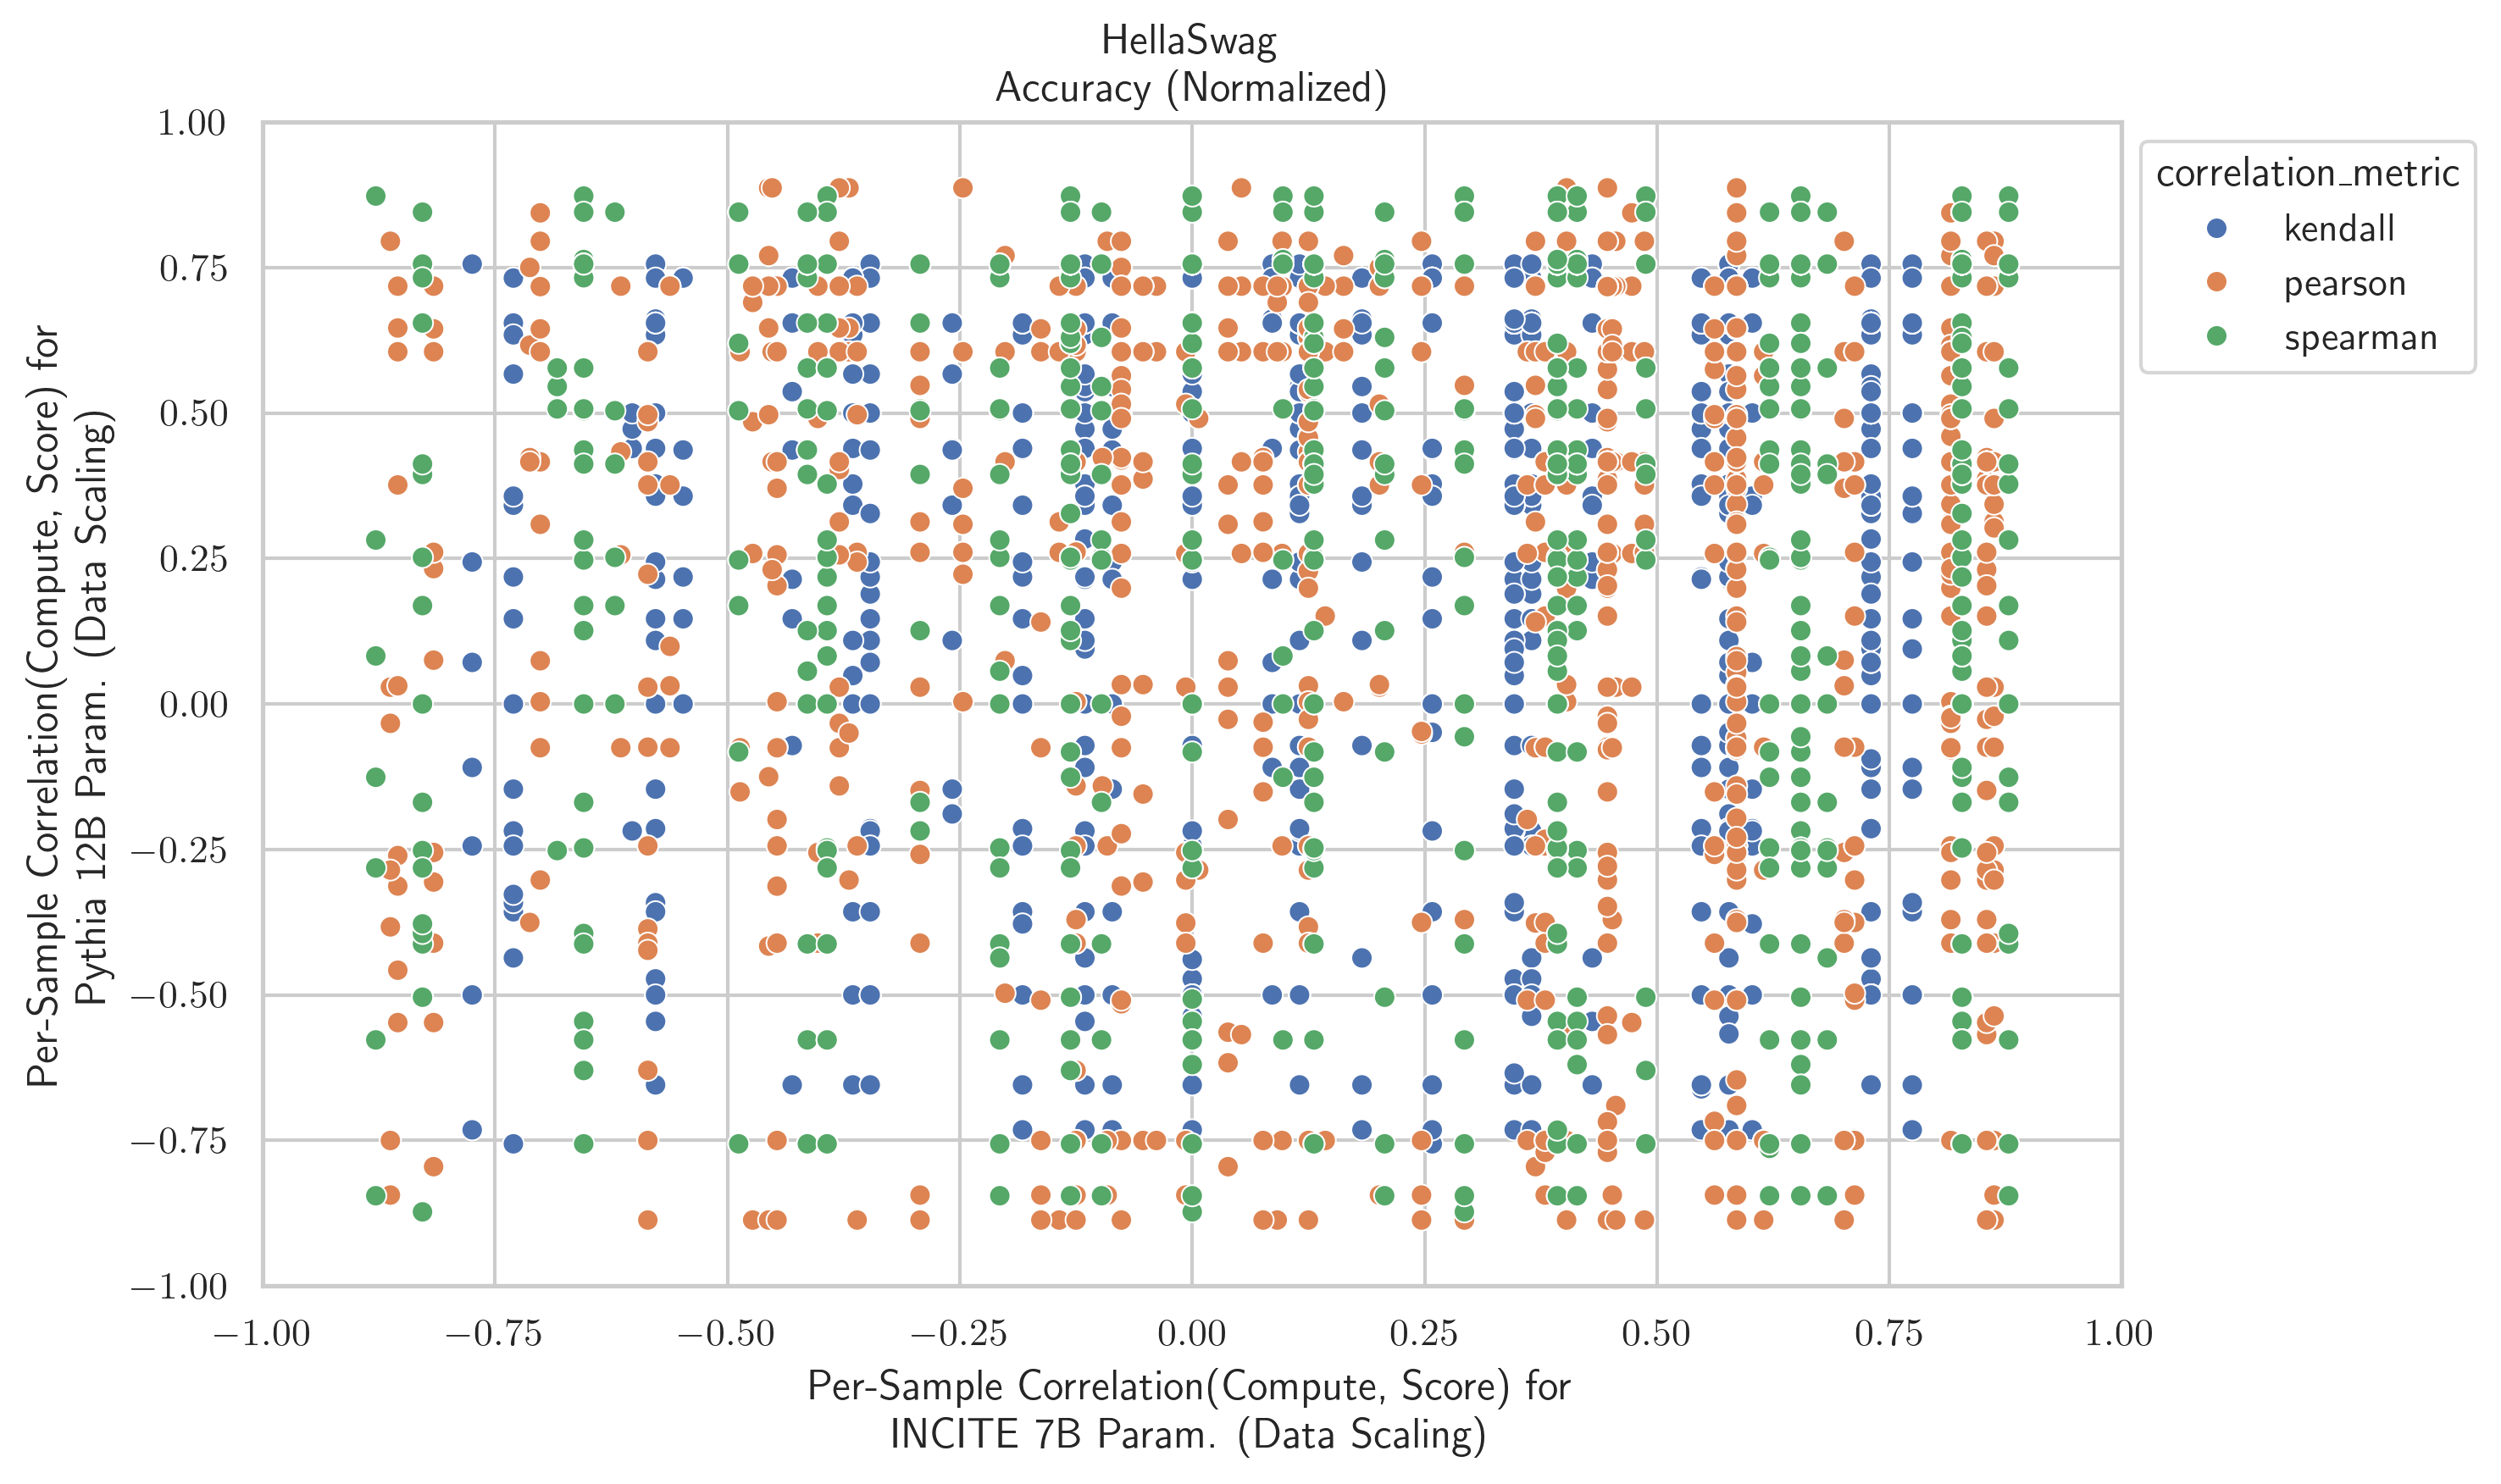 HellaSwag
Accuracy (Normalized)
1.00
0.75
0.50
0.25
0.00
−0.25
−0.50
−0.75
−1.00
Per-Sample Correlation(Compute, Score) for
Pythia 12B Param. (Data Scaling)
correlation_metric
kendall
pearson
spearman
−1.00
−0.75
−0.50
−0.25
0.00
0.25
0.50
0.75
1.00
Per-Sample Correlation(Compute, Score) for
INCITE 7B Param. (Data Scaling)